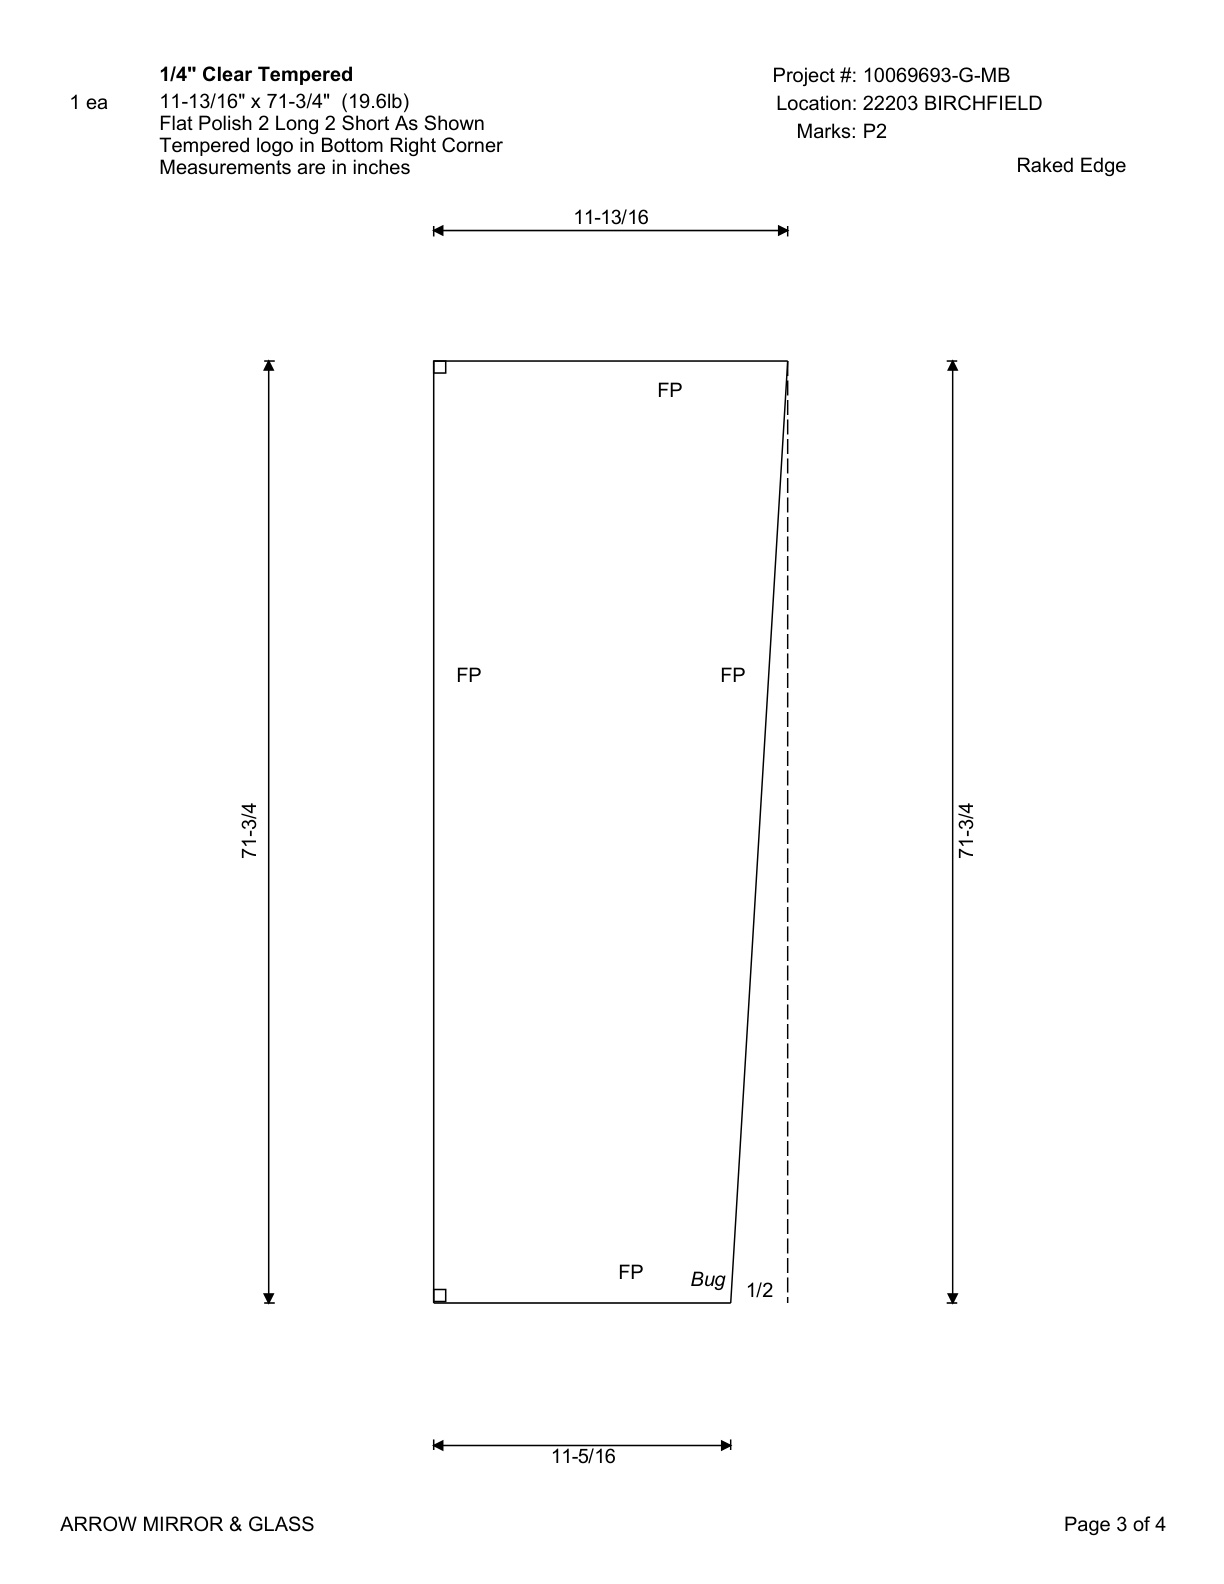 1/4" Clear Tempered
Project #: 10069693-G-MB
1 ea
11-13/16" x 71-3/4" (19.6lb)
Location: 22203 BIRCHFIELD
Flat Polish 2 Long 2 Short As Shown
Marks: P2
Tempered logo in Bottom Right Corner
Measurements are in inches
Raked Edge
11-13/16
FP
FP
FP
71-3/4
71-3/4
FP
Bug
1/2
11-5/16
ARROW MIRROR & GLASS
Page 3 of 4